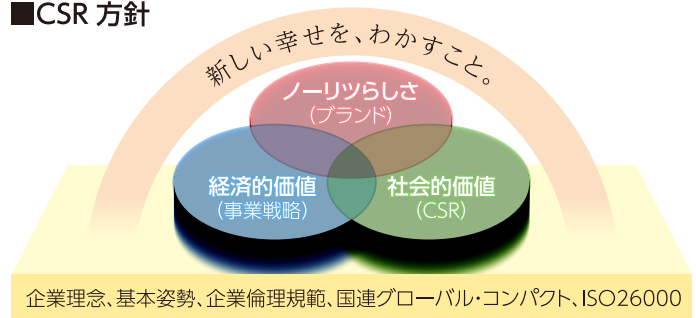 ■CSR 方針
新しい幸せを、わかすこと。
ノーリツらしさ
(ブランド)
経済的価値
(事業戦略)
社会的価値
(CSR)
企業理念、基本姿勢、企業倫理規範、国連グローバル・コンパクト、ISO26000